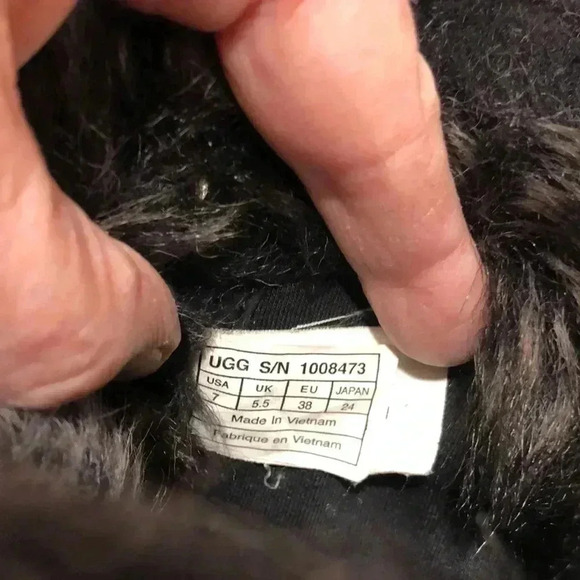 UGG S/N 1008473
USA UK EU JAPAN
7 5.5 38 24
Made In Vietnam
Fabrique en Vietnam